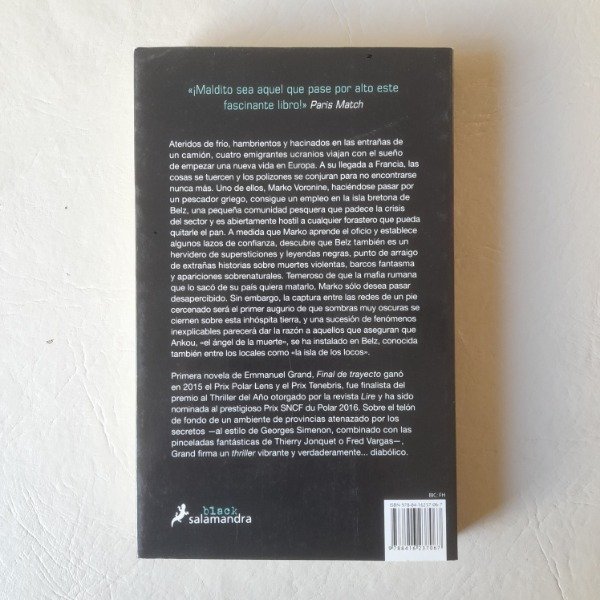 «¡Maldito sea aquel que pase por alto este
fascinante libro!» Paris Match
Ateridos de frío, hambrientos y hacinados en las entrañas de
un camión, cuatro emigrantes ucranios viajan con el sueño
de empezar una nueva vida en Europa. A su llegada a Francia, las
cosas se tuercen y los polizones se conjuran para no encontrarse
nunca más. Uno de ellos, Marko Voronine, haciéndose pasar por
un pescador griego, consigue un empleo en la isla bretona de
Belz, una pequeña comunidad pesquera que padece la crisis
del sector y es abiertamente hostil a cualquier forastero que pueda
quitarle el pan. A medida que Marko aprende el oficio y establece
algunos lazos de confianza, descubre que Belz también es un
hervidero de supersticiones y leyendas negras, punto de arraigo
de extrañas historias sobre muertes violentas, barcos fantasma
y apariciones sobrenaturales. Temeroso de que la mafia rumana
que lo sacó de su país quiera matarlo, Marko sólo desea pasar
desapercibido. Sin embargo, la captura entre las redes de un pie
cercenado será el primer augurio de que sombras muy oscuras se
ciernen sobre esta inhóspita tierra, y una sucesión de fenómenos
inexplicables parecerá dar la razón a aquellos que aseguran que
Ankou, «el ángel de la muerte», se ha instalado en Belz, conocida
también entre los locales como «la isla de los locos».
Primera novela de Emmanuel Grand, Final de trayecto ganó
en 2015 el Prix Polar Lens y el Prix Tenebris, fue finalista del
premio al Thriller del Año otorgado por la revista Lire y ha sido
nominada al prestigioso Prix SNCF du Polar 2016. Sobre el telón
de fondo de un ambiente de provincias atenazado por los
secretos —al estilo de Georges Simenon, combinado con las
pinceladas fantásticas de Thierry Jonquet o Fred Vargas—,
Grand firma un thriller vibrante y verdaderamente... diabólico.
BIC: FH
ISBN: 978-84-16237-06-7
9 788416 237067
black
salamandra